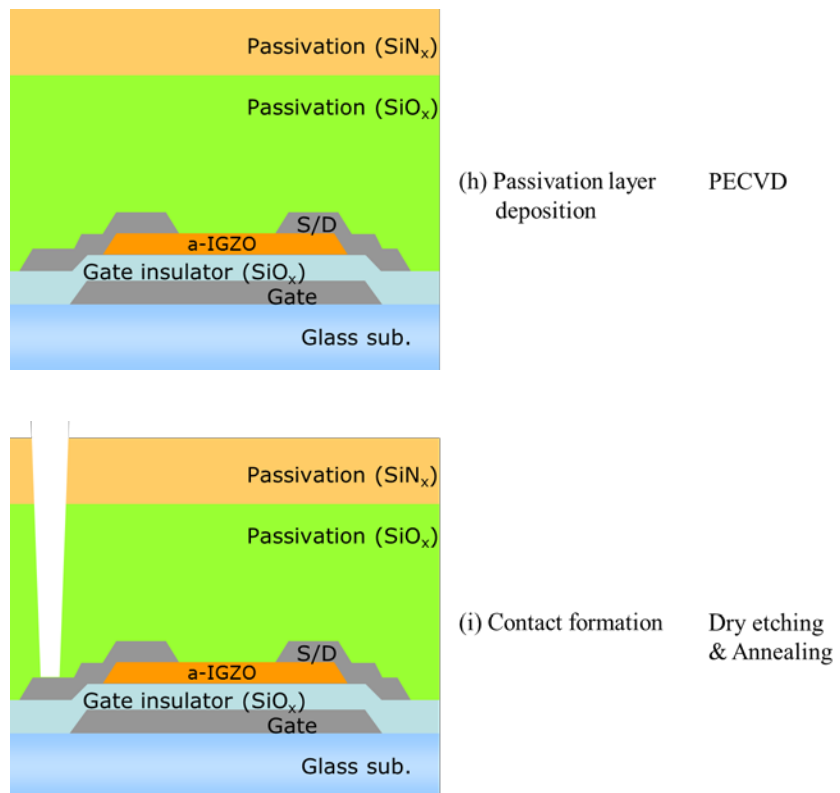 Passivation (SiNₓ)
Passivation (SiOₓ)
S/D
a-IGZO
Gate insulator (SiOₓ)
Gate
Glass sub.
(h) Passivation layer
deposition
PECVD
Passivation (SiNₓ)
Passivation (SiOₓ)
S/D
a-IGZO
Gate insulator (SiOₓ)
Gate
Glass sub.
(i) Contact formation
Dry etching
& Annealing